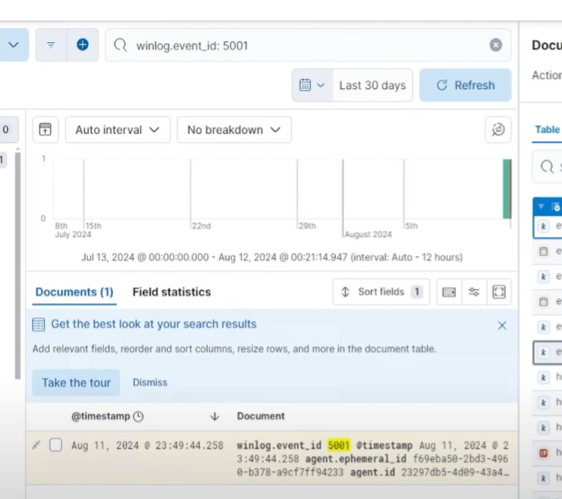 winlog.event_id: 5001
Docu
Last 30 days
Refresh
Action
0
Auto interval
No breakdown
Table
1
1
0
8th
15th
22nd
29th
5th
July 2024
August 2024
Jul 13, 2024 @ 00:00:00.000 - Aug 12, 2024 @ 00:21:14.947 (interval: Auto - 12 hours)
Documents (1)
Field statistics
Sort fields
1
Get the best look at your search results
Add relevant fields, reorder and sort columns, resize rows, and more in the document table.
Take the tour
Dismiss
@timestamp
Document
Aug 11, 2024 @ 23:49:44.258
winlog.event_id 5001 @timestamp Aug 11, 2024 @ 2
3:49:44.258 agent.ephemeral_id f69eba50-2bd3-496
0-b378-a9cf7ff94233 agent.id 23297db5-4d09-43a4…
k
e
e
k
e
e
k
e
k
e
k
h
k
h
k
h
h
k
h